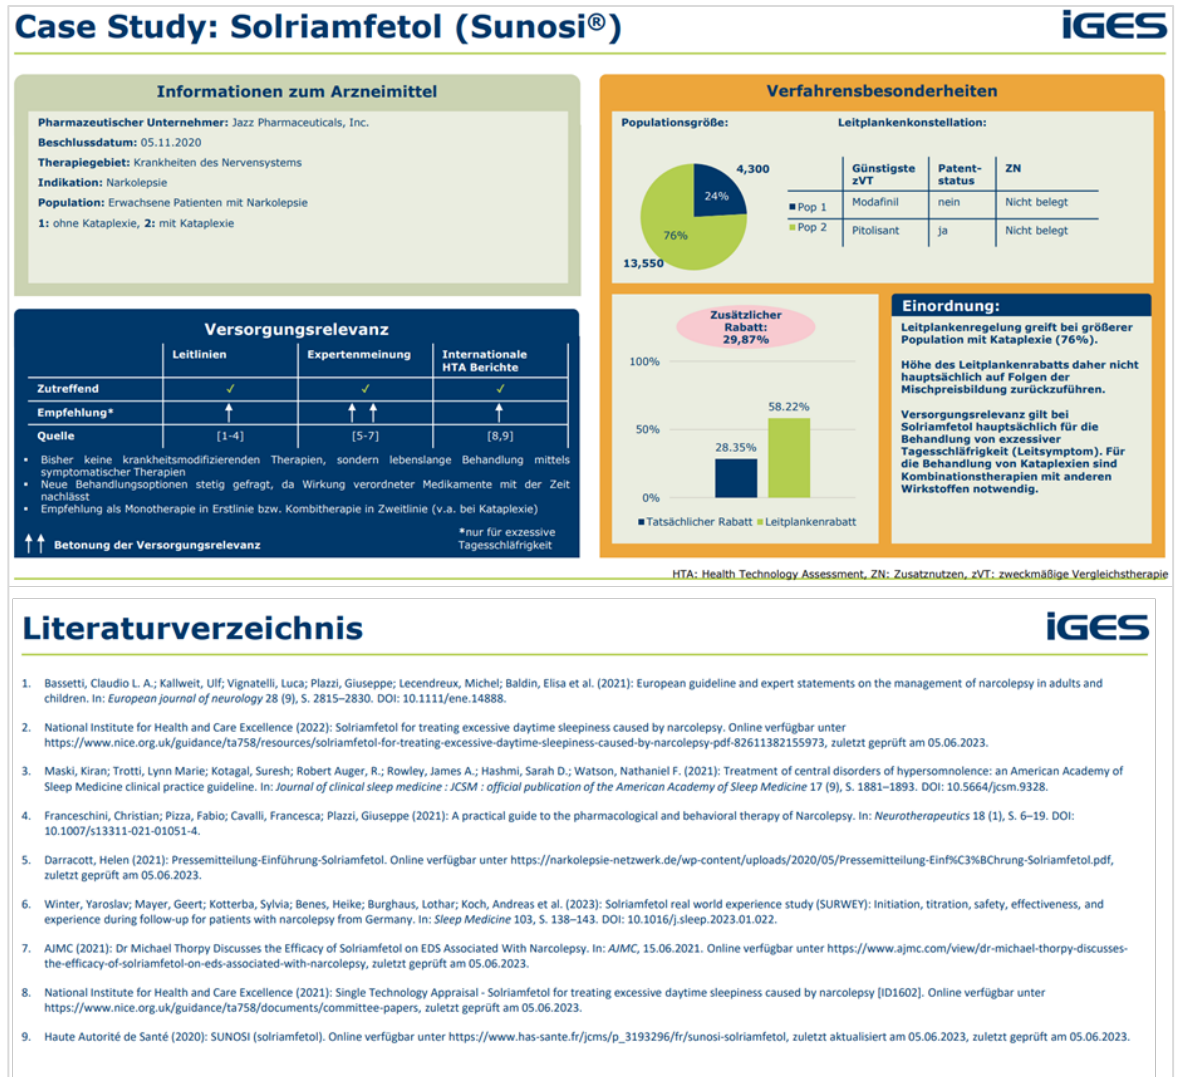 Case Study: Solriamfetol (Sunosi®)
iGES
Informationen zum Arzneimittel
Pharmazeutischer Unternehmer: Jazz Pharmaceuticals, Inc.
Beschlussdatum: 05.11.2020
Therapiegebiet: Krankheiten des Nervensystems
Indikation: Narkolepsie
Population: Erwachsene Patienten mit Narkolepsie
1: ohne Kataplexie, 2: mit Kataplexie
Versorgungsrelevanz
Leitlinien Expertenmeinung Internationale
HTA Berichte
Zutreffend ✓ ✓ ✓
Empfehlung* ↑ ↑ ↑ ↑
Quelle [1-4] [5-7] [8,9]
▪ Bisher keine krankheitsmodifizierenden Therapien, sondern lebenslange Behandlung mittels
symptomatischer Therapien
▪ Neue Behandlungsoptionen stetig gefragt, da Wirkung verordneter Medikamente mit der Zeit
nachlässt
▪ Empfehlung als Monotherapie in Erstlinie bzw. Kombitherapie in Zweitlinie (v.a. bei Kataplexie)
↑↑ Betonung der Versorgungsrelevanz
*nur für exzessive
Tagesschläfrigkeit
Verfahrensbesonderheiten
Populationsgröße:
4,300
24%
76%
13,550
Leitplankenkonstellation:
Günstigste Patent- ZN
zVT status
Pop 1 Modafinil nein Nicht belegt
Pop 2 Pitolisant ja Nicht belegt
Zusätzlicher
Rabatt:
29,87%
100%
58.22%
50%
28.35%
0%
Tatsächlicher Rabatt Leitplankenrabatt
Einordnung:
Leitplankenregelung greift bei größerer
Population mit Kataplexie (76%).
Höhe des Leitplankenrabatts daher nicht
hauptsächlich auf Folgen der
Mischpreisbildung zurückzuführen.
Versorgungsrelevanz gilt bei
Solriamfetol hauptsächlich für die
Behandlung von exzessiver
Tagesschläfrigkeit (Leitsymptom). Für
die Behandlung von Kataplexien sind
Kombinationstherapien mit anderen
Wirkstoffen notwendig.
HTA: Health Technology Assessment, ZN: Zusatznutzen, zVT: zweckmäßige Vergleichstherapie
Literaturverzeichnis
iGES
1. Bassetti, Claudio L. A.; Kallweit, Ulf; Vignatelli, Luca; Plazzi, Giuseppe; Lecendreux, Michel; Baldin, Elisa et al. (2021): European guideline and expert statements on the management of narcolepsy in adults and
children. In: European journal of neurology 28 (9), S. 2815–2830. DOI: 10.1111/ene.14888.
2. National Institute for Health and Care Excellence (2022): Solriamfetol for treating excessive daytime sleepiness caused by narcolepsy. Online verfügbar unter
https://www.nice.org.uk/guidance/ta758/resources/solriamfetol-for-treating-excessive-daytime-sleepiness-caused-by-narcolepsy-pdf-82611382155973, zuletzt geprüft am 05.06.2023.
3. Maski, Kiran; Trotti, Lynn Marie; Kotagal, Suresh; Robert Auger, R.; Rowley, James A.; Hashmi, Sarah D.; Watson, Nathaniel F. (2021): Treatment of central disorders of hypersomnolence: an American Academy of
Sleep Medicine clinical practice guideline. In: Journal of clinical sleep medicine : JCSM : official publication of the American Academy of Sleep Medicine 17 (9), S. 1881–1893. DOI: 10.5664/jcsm.9328.
4. Franceschini, Christian; Pizza, Fabio; Cavalli, Francesca; Plazzi, Giuseppe (2021): A practical guide to the pharmacological and behavioral therapy of Narcolepsy. In: Neurotherapeutics 18 (1), S. 6–19. DOI:
10.1007/s13311-021-01051-4.
5. Darracott, Helen (2021): Pressemitteilung-Einführung-Solriamfetol. Online verfügbar unter https://narkolepsie-netzwerk.de/wp-content/uploads/2020/05/Pressemitteilung-Einf%C3%BChrung-Solriamfetol.pdf,
zuletzt geprüft am 05.06.2023.
6. Winter, Yaroslav; Mayer, Geert; Kotterba, Sylvia; Benes, Heike; Burghaus, Lothar; Koch, Andreas et al. (2023): Solriamfetol real world experience study (SURWEY): Initiation, titration, safety, effectiveness, and
experience during follow-up for patients with narcolepsy from Germany. In: Sleep Medicine 103, S. 138–143. DOI: 10.1016/j.sleep.2023.01.022.
7. AJMC (2021): Dr Michael Thorpy Discusses the Efficacy of Solriamfetol on EDS Associated With Narcolepsy. In: AJMC, 15.06.2021. Online verfügbar unter https://www.ajmc.com/view/dr-michael-thorpy-discusses-
the-efficacy-of-solriamfetol-on-eds-associated-with-narcolepsy, zuletzt geprüft am 05.06.2023.
8. National Institute for Health and Care Excellence (2021): Single Technology Appraisal - Solriamfetol for treating excessive daytime sleepiness caused by narcolepsy [ID1602]. Online verfügbar unter
https://www.nice.org.uk/guidance/ta758/documents/committee-papers, zuletzt geprüft am 05.06.2023.
9. Haute Autorité de Santé (2020): SUNOSI (solriamfetol). Online verfügbar unter https://www.has-sante.fr/jcms/p_3193296/fr/sunosi-solriamfetol, zuletzt aktualisiert am 05.06.2023, zuletzt geprüft am 05.06.2023.